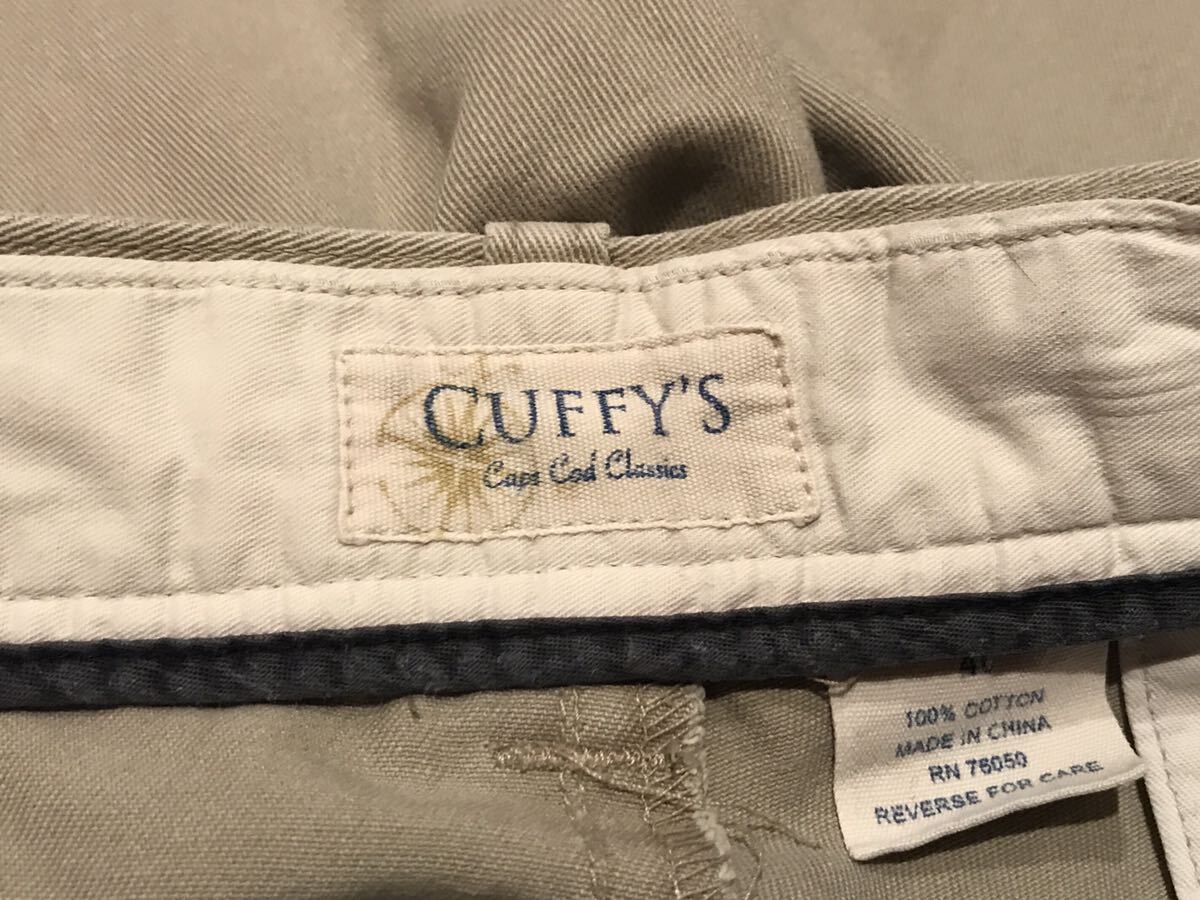 CUFFY'S
Cape Cod Classics
100% COTTON
MADE IN CHINA
RN 76050
REVERSE FOR CARE